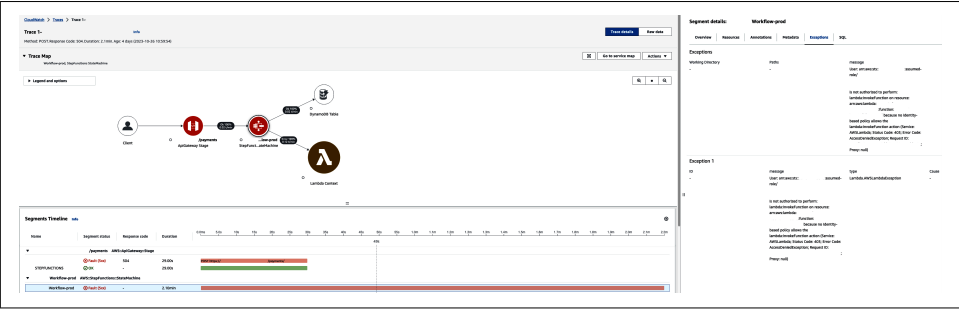 CloudWatch > Traces > Trace 1-
Trace 1- Info
Trace details Raw data
Method: POST. Response Code: 504. Duration: 2.10min. Age: 4 days (2023-10-26 10:59:54)
Trace Map
Workflow-prod, StepFunctions StateMachine
Go to service map Actions
Legend and options
Client
/payments
ApiGateway Stage
...low-prod
StepFunct...ateMachine
DynamoDB Table
Lambda Context
Segments Timeline Info
Name Segment status Response code Duration
/payments AWS::ApiGateway::Stage
Fault (5xx) 504 29.00s
STEPFUNCTIONS OK - 29.00s
Workflow-prod AWS::StepFunctions::StateMachine
Workflow-prod Fault (5xx) - 2.10min
Segment details: Workflow-prod
Overview Resources Annotations Metadata Exceptions SQL
Exceptions
Working Directory Paths message
- - User: arn:aws:sts: assumed-
role/
is not authorized to perform:
lambda:InvokeFunction on resource:
arn:aws:lambda:
:function:
because no identity-
based policy allows the
lambda:InvokeFunction action (Service:
AWSLambda; Status Code: 403; Error Code:
AccessDeniedException; Request ID:
;
Proxy: null)
Exception 1
ID message type Cause
- User: arn:aws:sts: assumed- Lambda.AWSLambdaException -
role/
is not authorized to perform:
lambda:InvokeFunction on resource:
arn:aws:lambda:
:function:
because no identity-
based policy allows the
lambda:InvokeFunction action (Service:
AWSLambda; Status Code: 403; Error Code:
AccessDeniedException; Request ID:
;
Proxy: null)